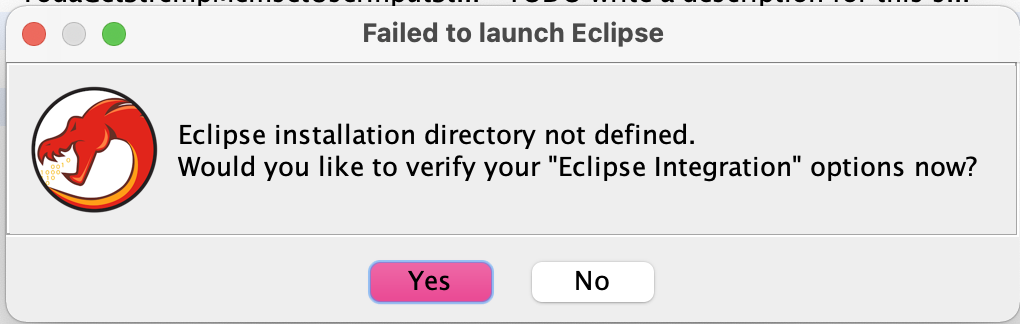 Failed to launch Eclipse
Eclipse installation directory not defined.
Would you like to verify your "Eclipse Integration" options now?
Yes
No